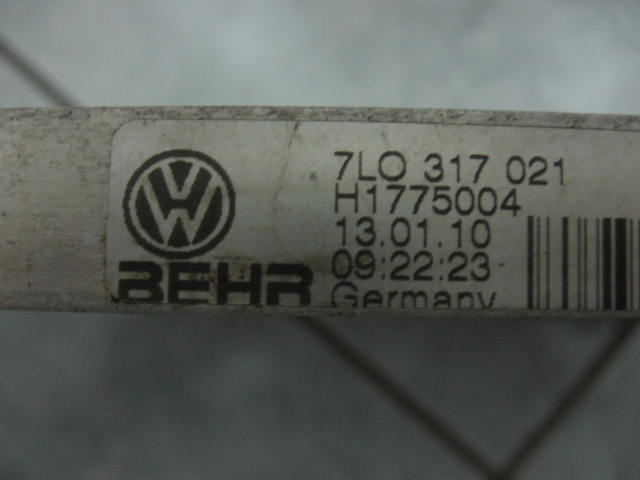 7LO 317 021
H1775004
13.01.10
09:22:23
Germany
VW
BEHR